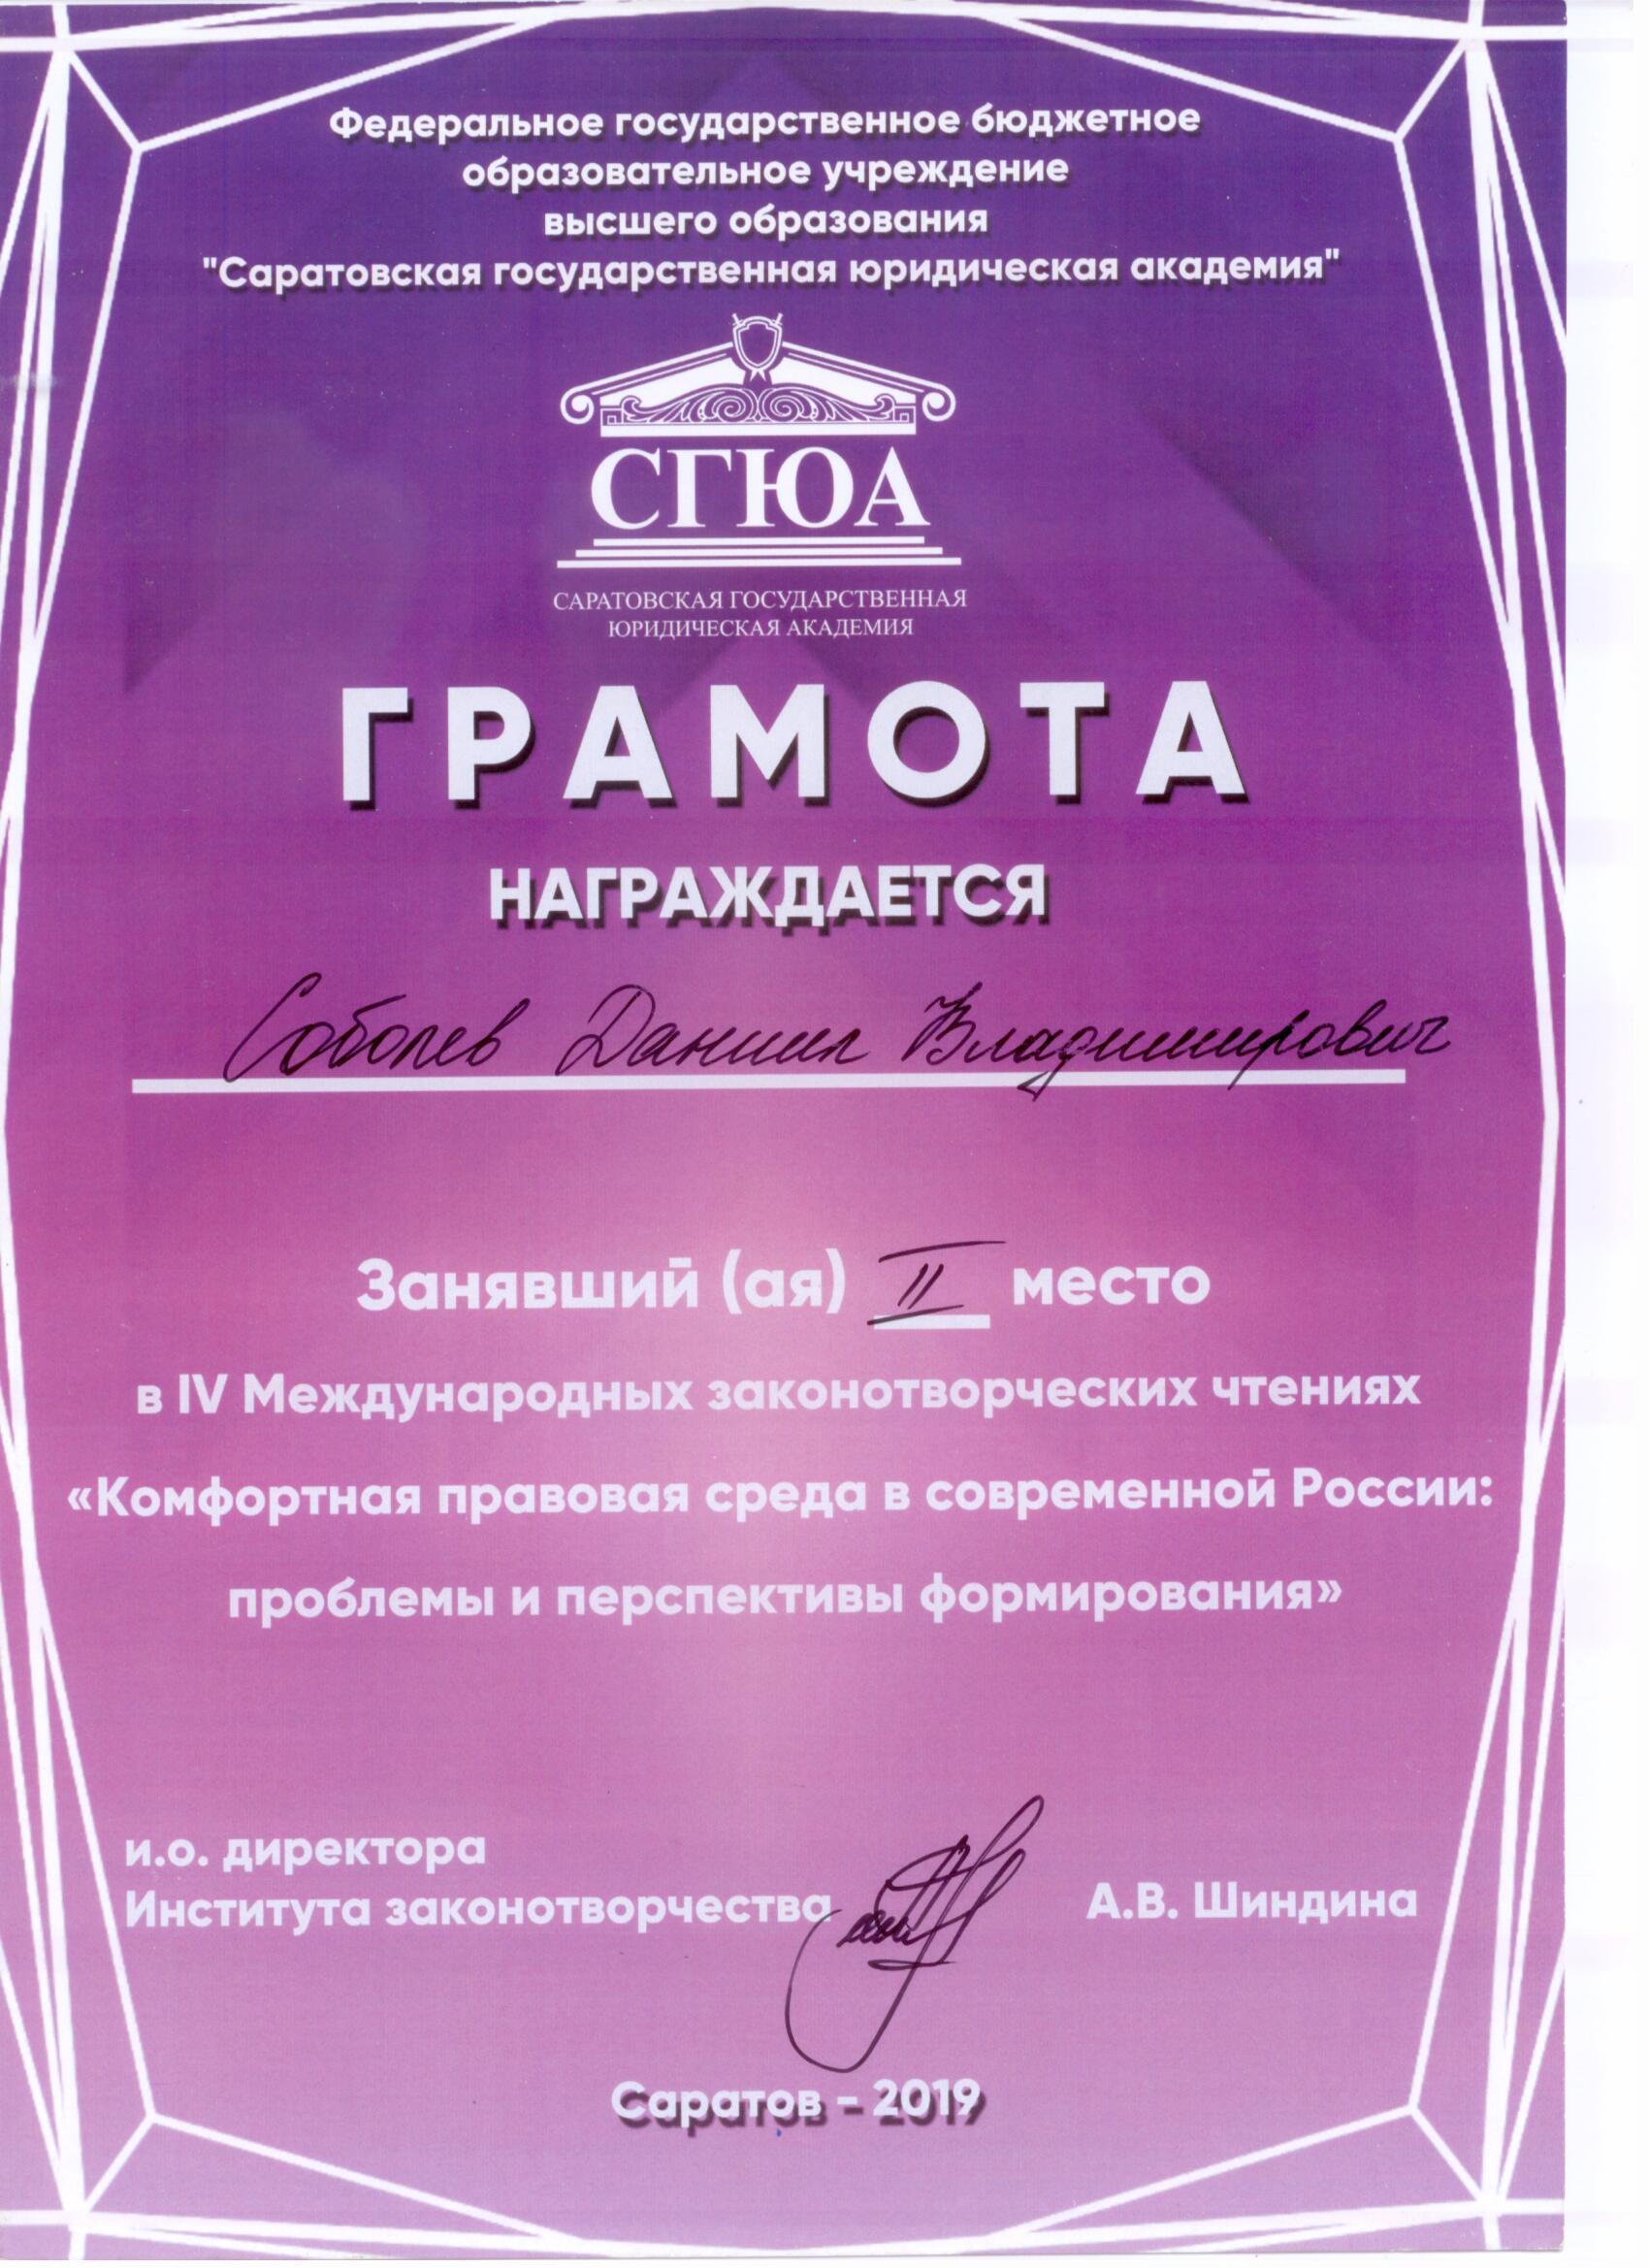 Федеральное государственное бюджетное
образовательное учреждение
высшего образования
"Саратовская государственная юридическая академия"
СГЮА
САРАТОВСКАЯ ГОСУДАРСТВЕННАЯ
ЮРИДИЧЕСКАЯ АКАДЕМИЯ
ГРАМОТА
НАГРАЖДАЕТСЯ
Соболев Даниил Владимирович
Занявший (ая) II место
в IV Международных законотворческих чтениях
«Комфортная правовая среда в современной России:
проблемы и перспективы формирования»
и.о. директора
Института законотворчества А.В. Шиндина
Саратов - 2019